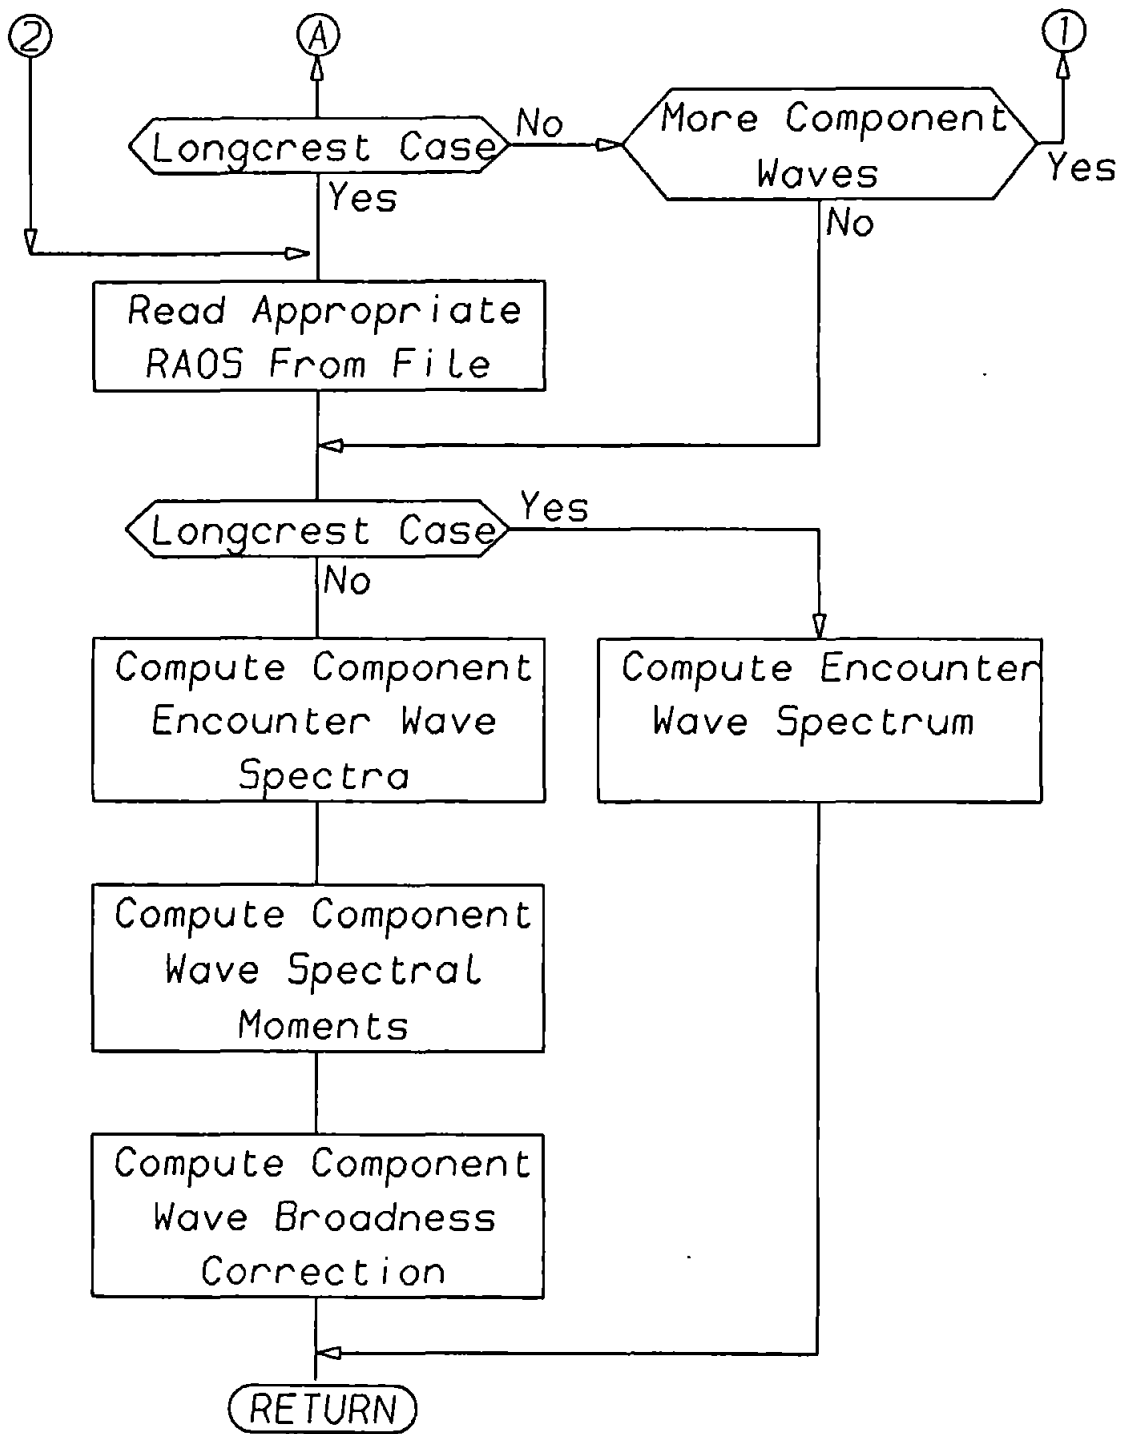 2
A
1
Longcrest Case
No
More Component
Waves
Yes
Yes
No
Read Appropriate
RAOS From File
Longcrest Case
Yes
No
Compute Component
Encounter Wave
Spectra
Compute Encounter
Wave Spectrum
Compute Component
Wave Spectral
Moments
Compute Component
Wave Broadness
Correction
RETURN